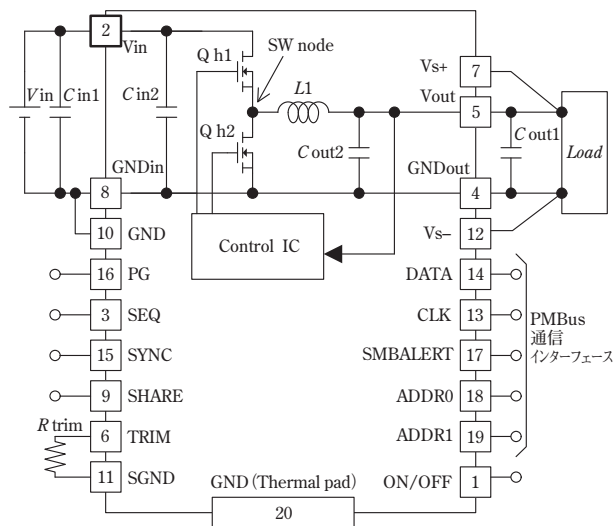 2
Vin
Q h1
SW node
Vs+
7
Vin
C in1
C in2
L1
Vout
5
Q h2
C out2
C out1
Load
GNDin
GNDout
8
4
10
GND
Control IC
Vs−
12
16
PG
DATA
14
3
SEQ
CLK
13
PMBus
通信
インターフェース
15
SYNC
SMBALERT
17
9
SHARE
ADDR0
18
R trim
6
TRIM
ADDR1
19
11
SGND
GND (Thermal pad)
ON/OFF
1
20